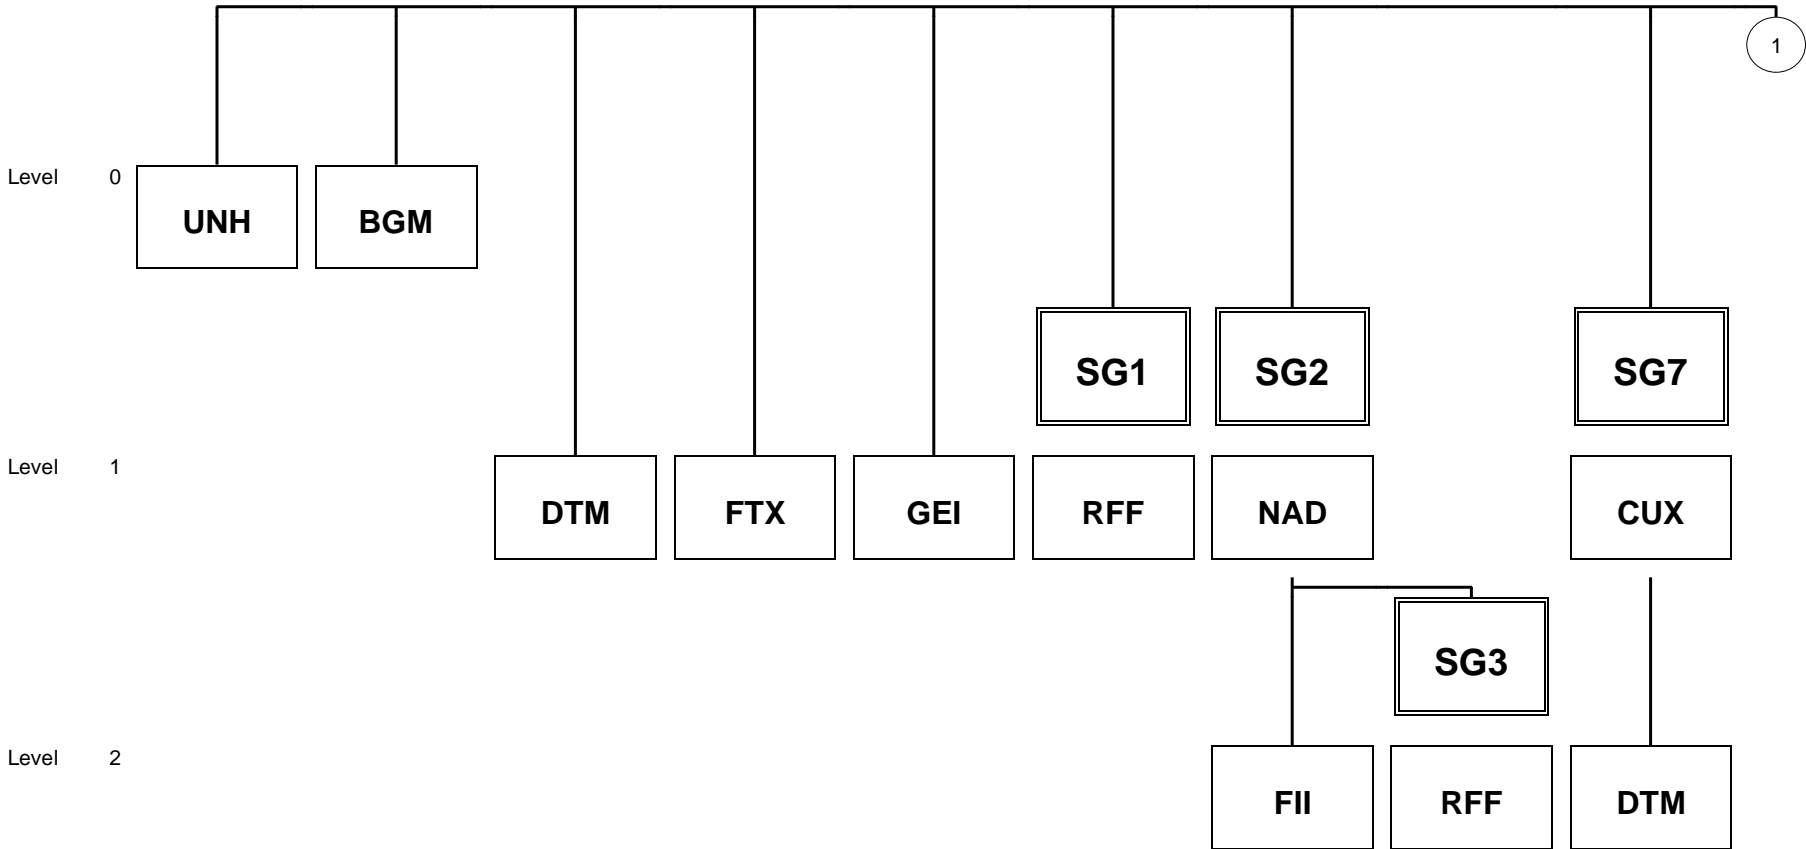 1
Level 0
UNH BGM
SG1 SG2 SG7
Level 1
DTM FTX GEI RFF NAD CUX
SG3
Level 2
FII RFF DTM